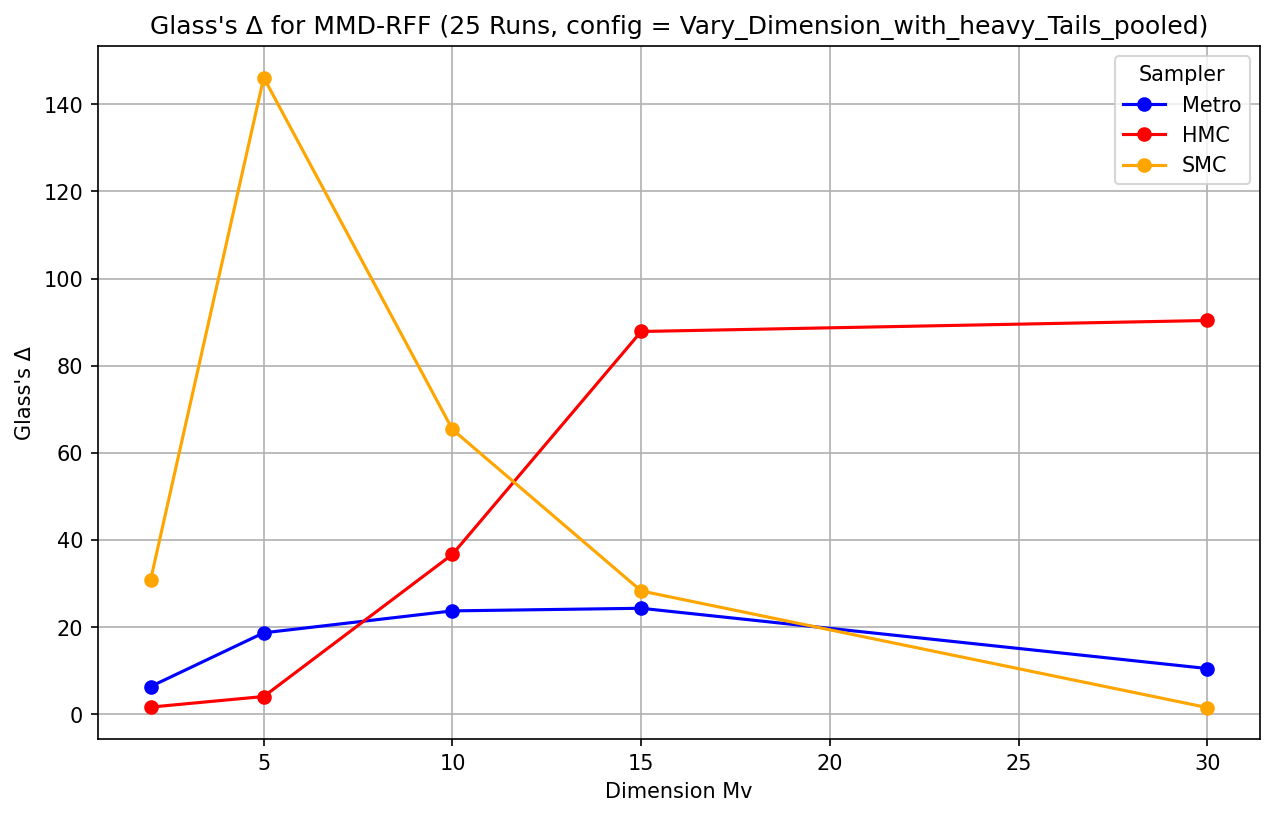 Glass's Δ for MMD-RFF (25 Runs, config = Vary_Dimension_with_heavy_Tails_pooled)
Sampler
Metro
HMC
SMC
Glass's Δ
140
120
100
80
60
40
20
0
5 10 15 20 25 30
Dimension Mv